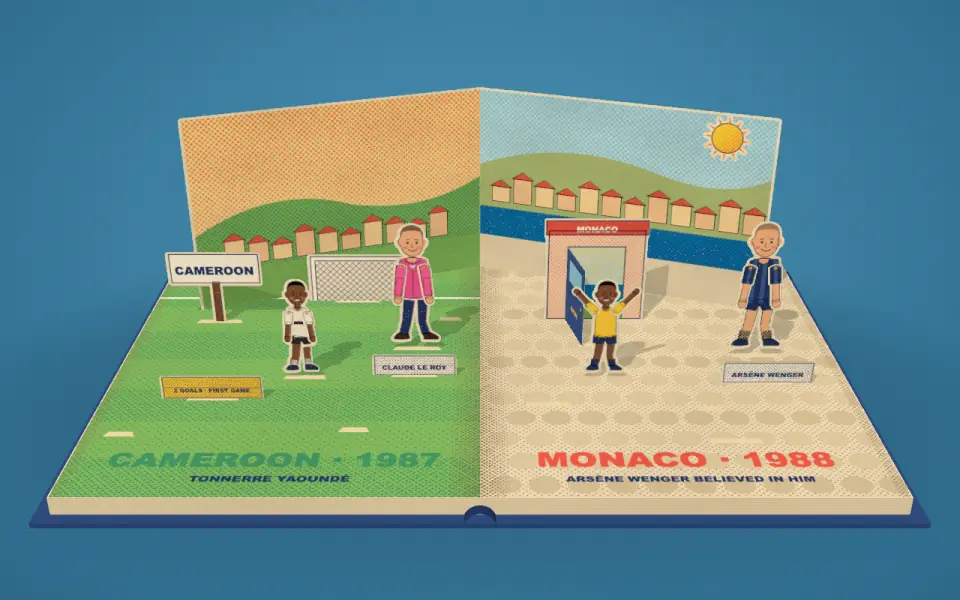 CAMEROON
2 GOALS · FIRST GAME
CLAUDE LE ROY
CAMEROON · 1987
TONNERRE YAOUNDÉ
MONACO
ARSÈNE WENGER
MONACO · 1988
ARSÈNE WENGER BELIEVED IN HIM